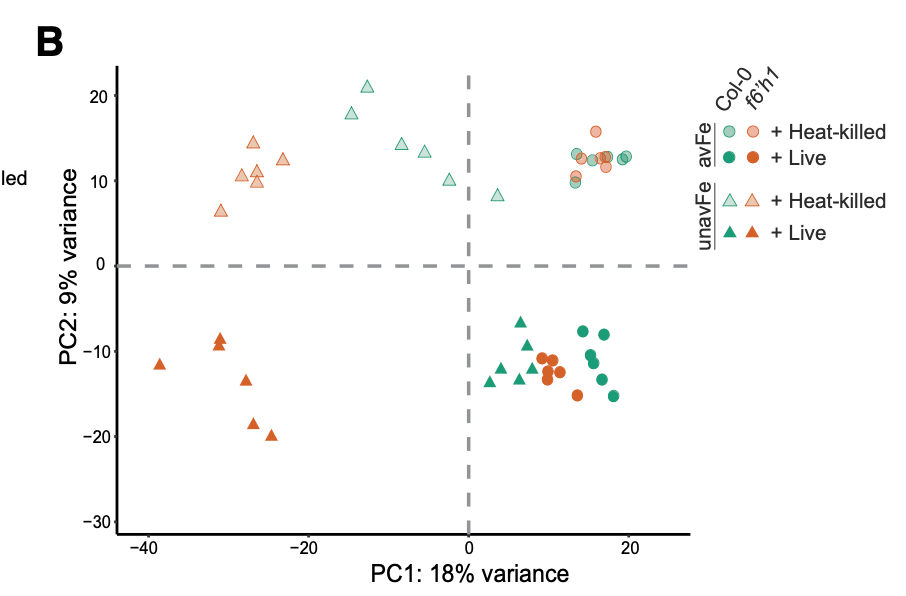 B
led
20
10
0
−10
−20
−30
PC2: 9% variance
−40
−20
0
20
PC1: 18% variance
Col-0
f6'h1
avFe
+ Heat-killed
+ Live
unavFe
+ Heat-killed
+ Live